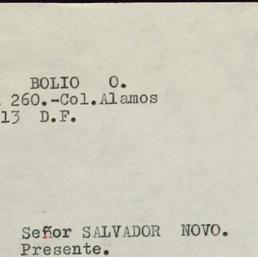 BOLIO O.
260.-Col.Alamos
13 D.F.
Señor SALVADOR NOVO.
Presente.